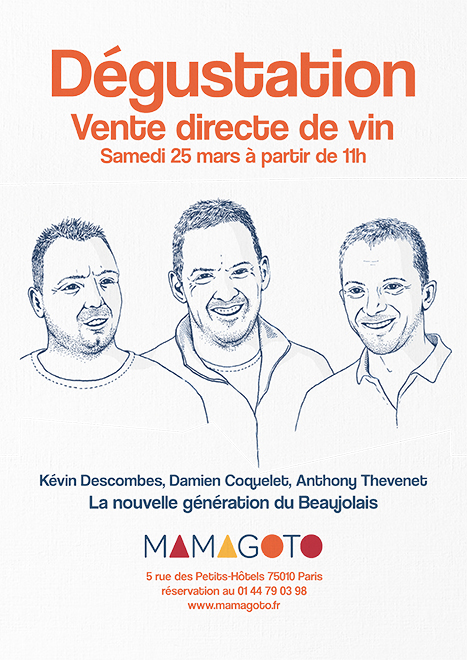 Dégustation
Vente directe de vin
Samedi 25 mars à partir de 11h
Kévin Descombes, Damien Coquelet, Anthony Thevenet
La nouvelle génération du Beaujolais
MAMAGOTO
5 rue des Petits-Hôtels 75010 Paris
réservation au 01 44 79 03 98
www.mamagoto.fr